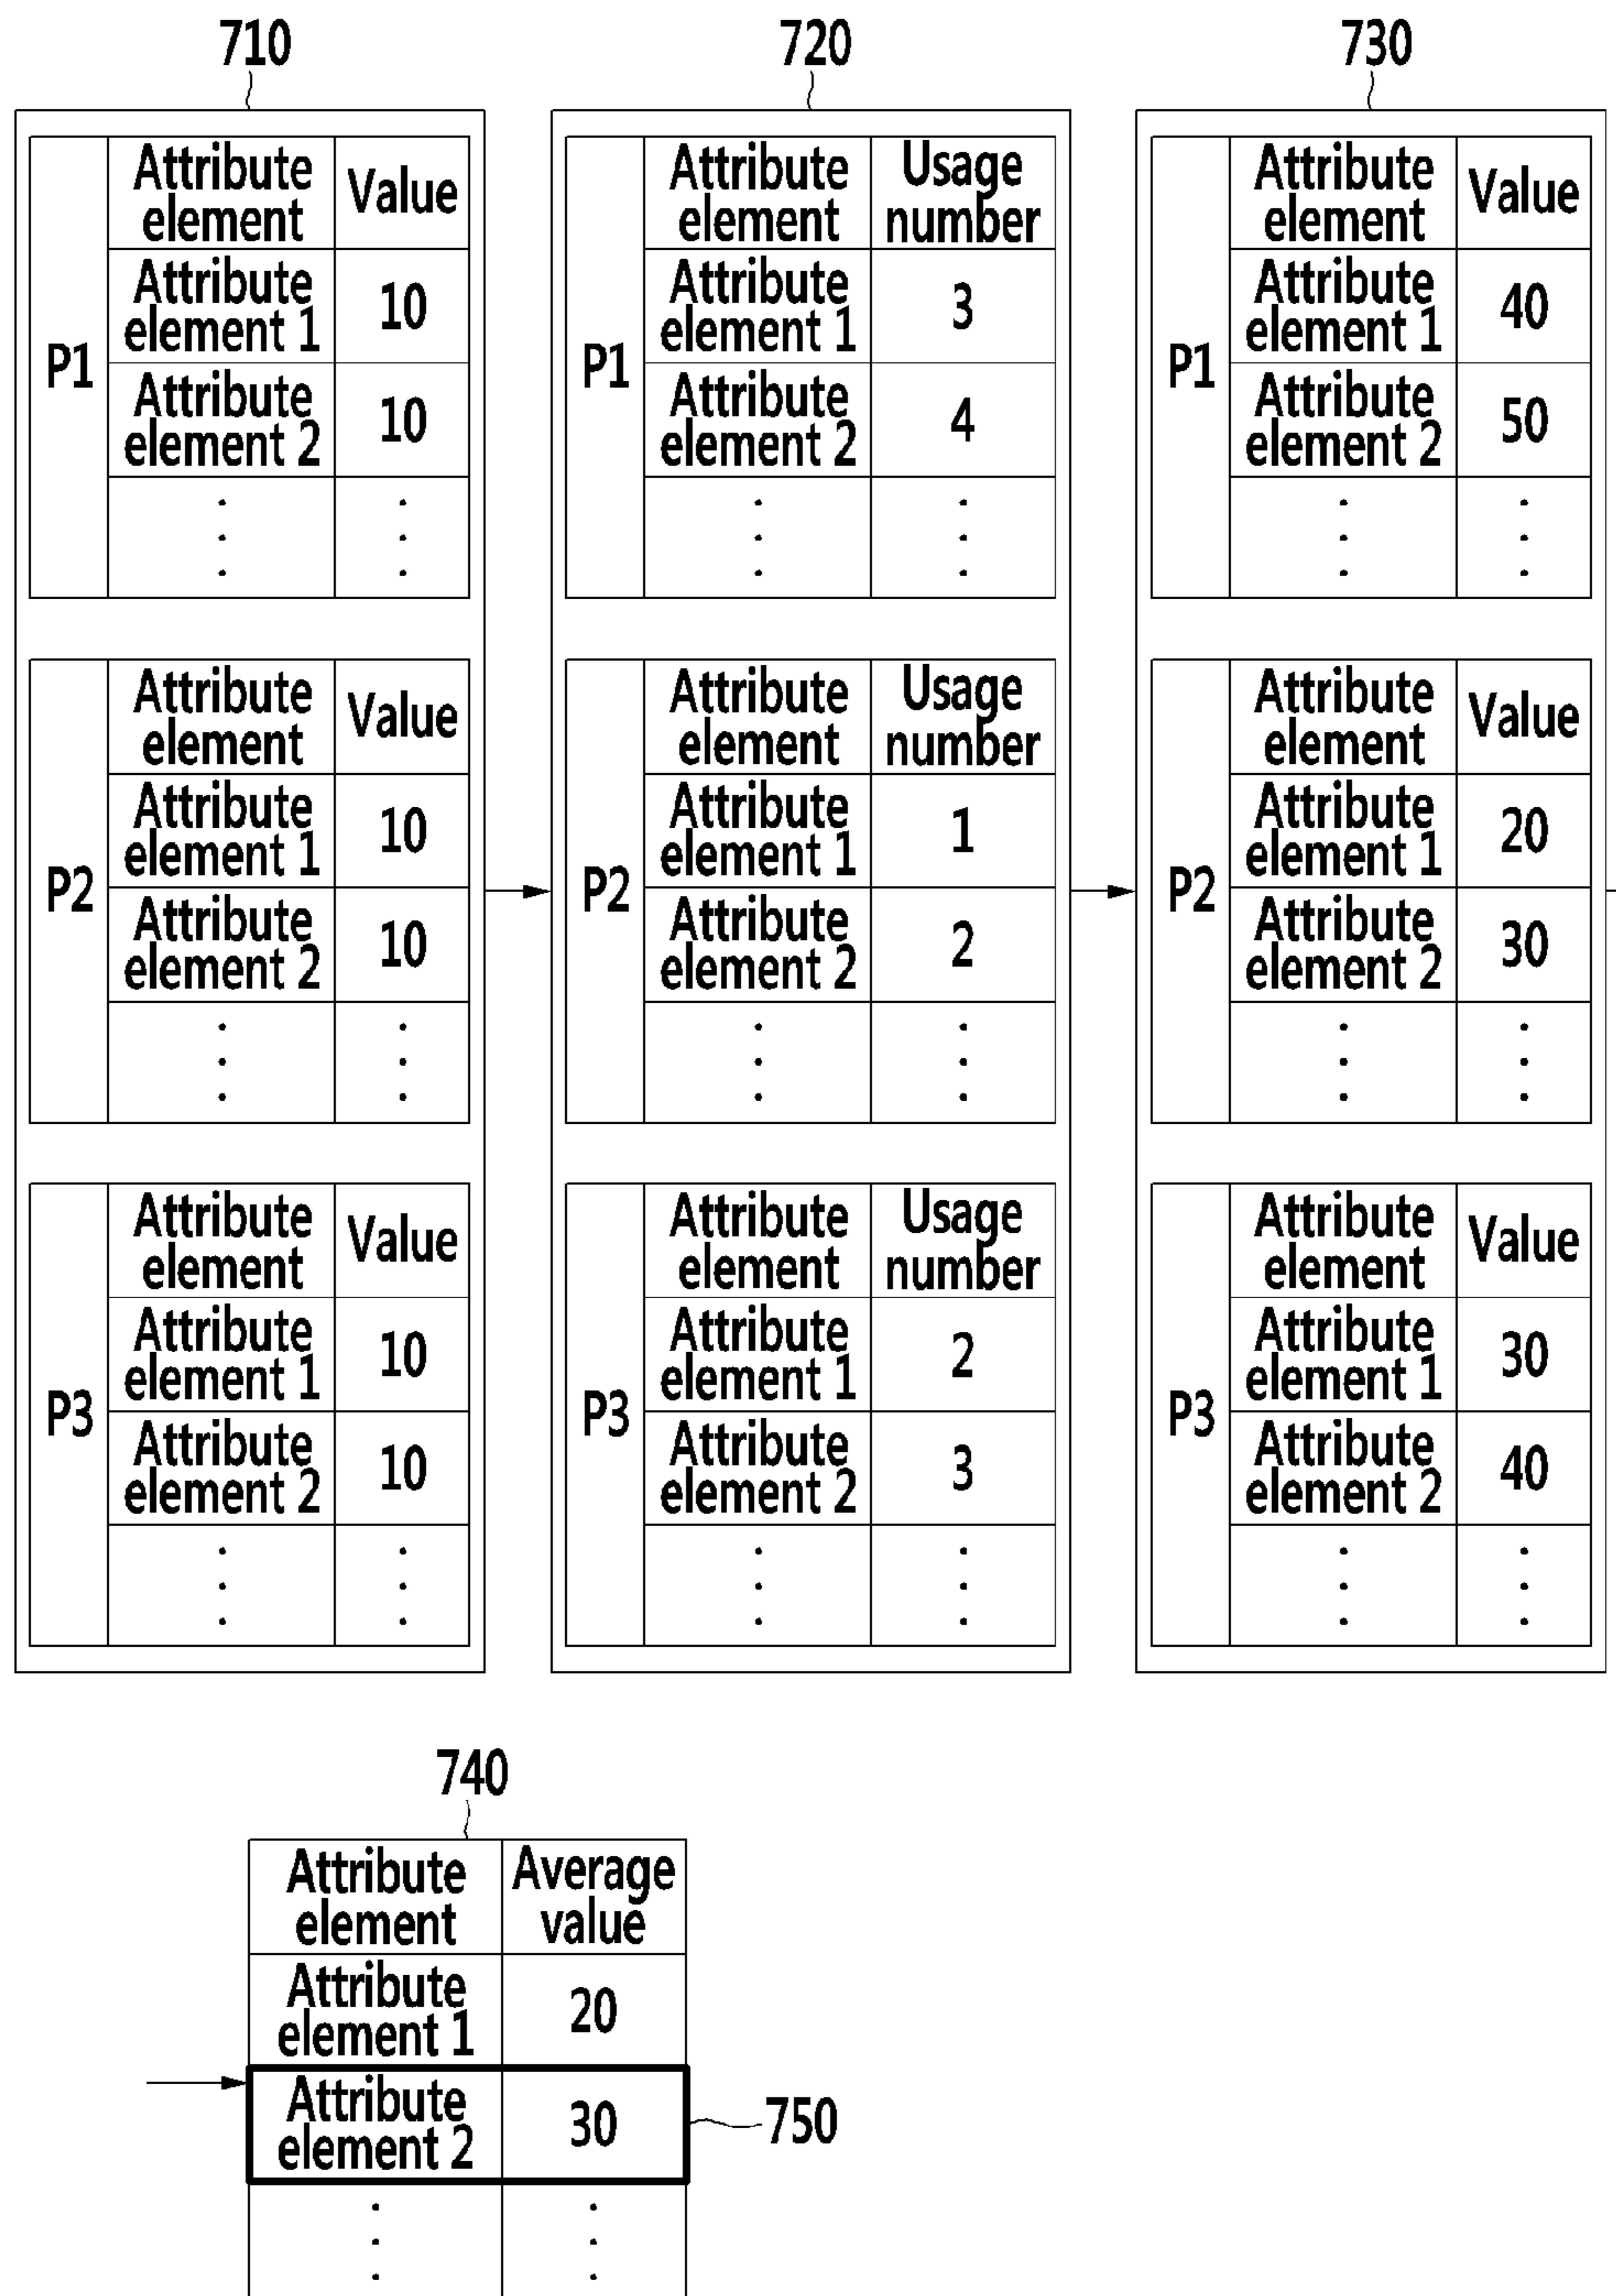 710
720
730
P1
Attribute element
Value
Attribute element 1
10
Attribute element 2
10
P2
Attribute element
Value
Attribute element 1
10
Attribute element 2
10
P3
Attribute element
Value
Attribute element 1
10
Attribute element 2
10
P1
Attribute element
Usage number
Attribute element 1
3
Attribute element 2
4
P2
Attribute element
Usage number
Attribute element 1
1
Attribute element 2
2
P3
Attribute element
Usage number
Attribute element 1
2
Attribute element 2
3
P1
Attribute element
Value
Attribute element 1
40
Attribute element 2
50
P2
Attribute element
Value
Attribute element 1
20
Attribute element 2
30
P3
Attribute element
Value
Attribute element 1
30
Attribute element 2
40
740
Attribute element
Average value
Attribute element 1
20
Attribute element 2
30
750